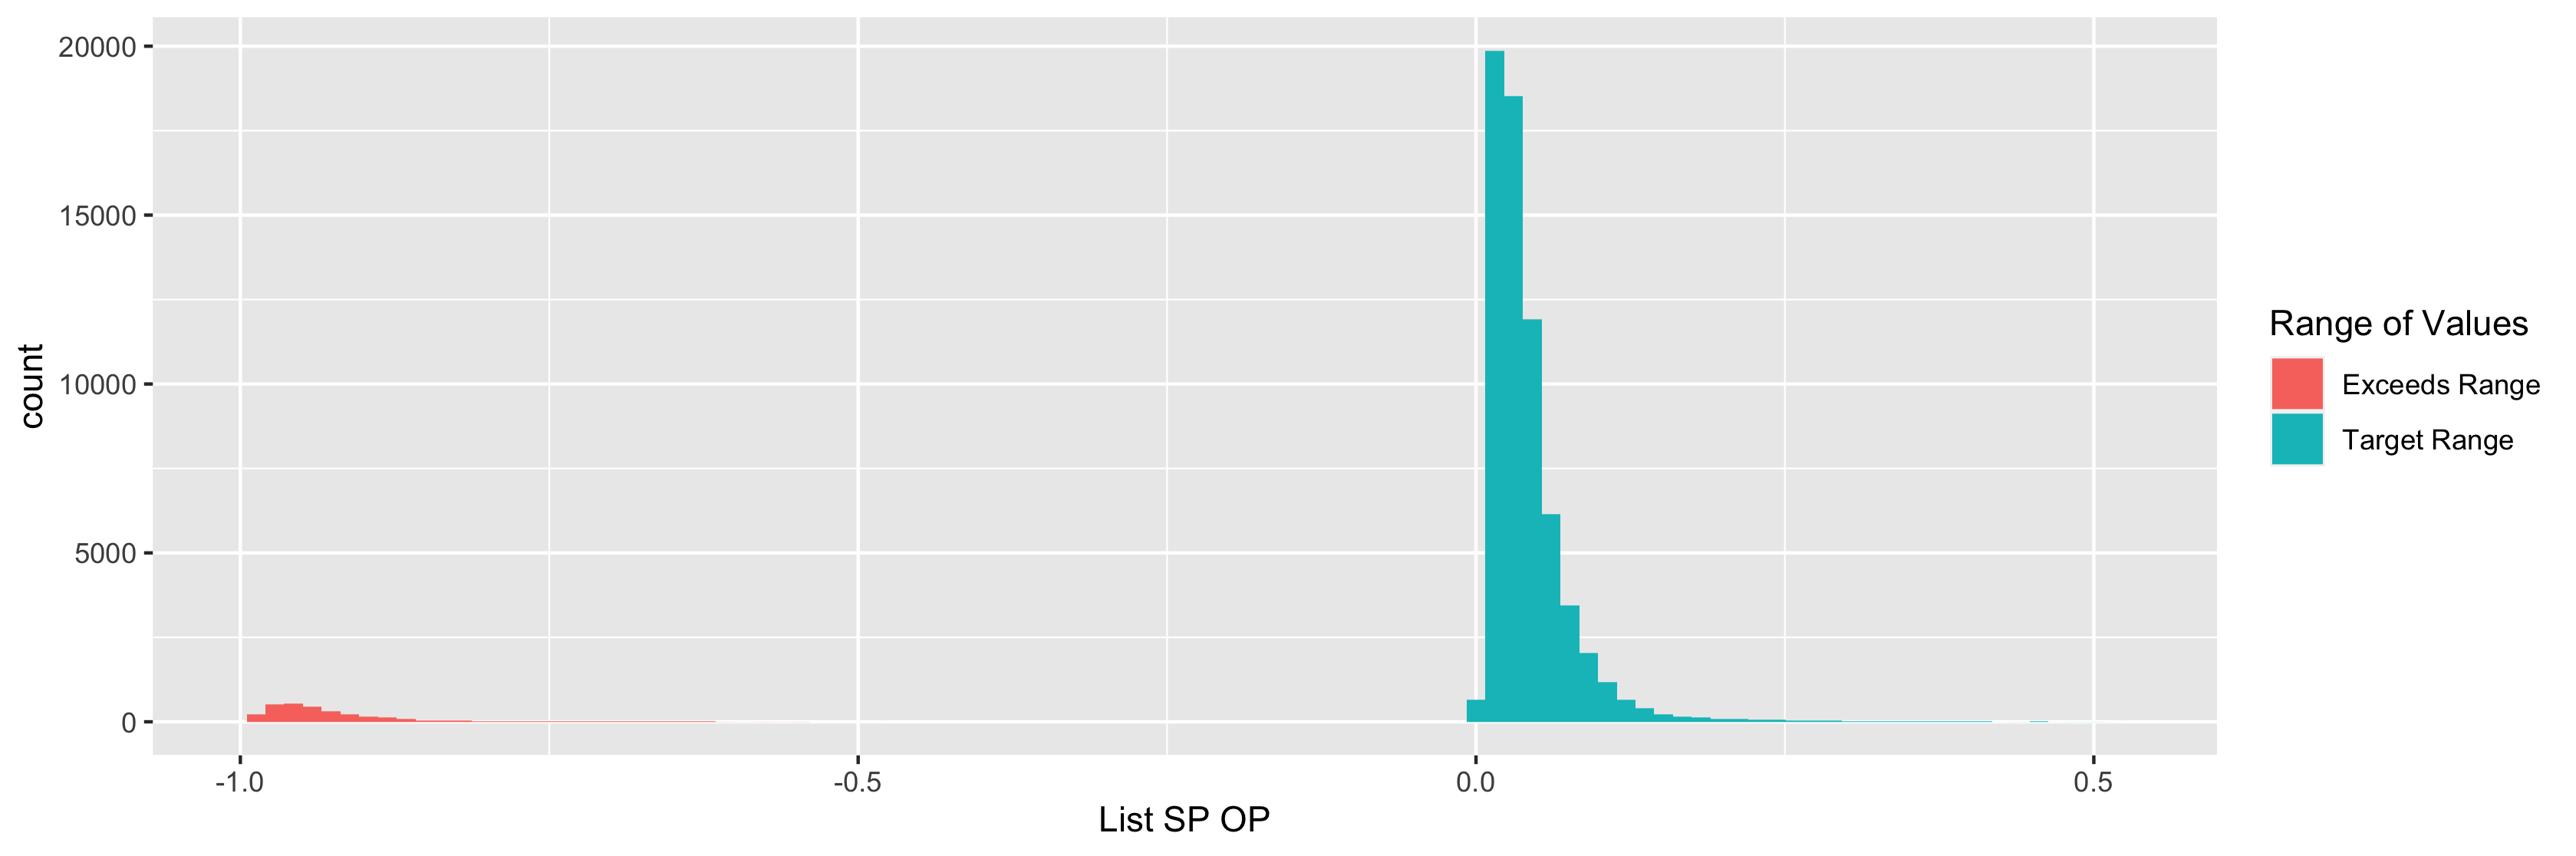 20000
15000
10000
5000
0
count
-1.0
-0.5
0.0
0.5
List SP OP
Range of Values
Exceeds Range
Target Range